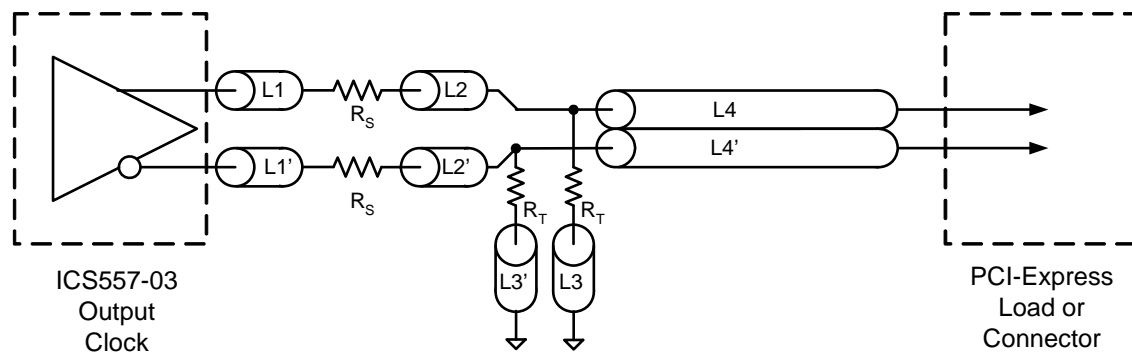 L1
R_S
L2
L4
L1'
R_S
L2'
L4'
R_T
R_T
L3'
L3
ICS557-03
Output
Clock
PCI-Express
Load or
Connector